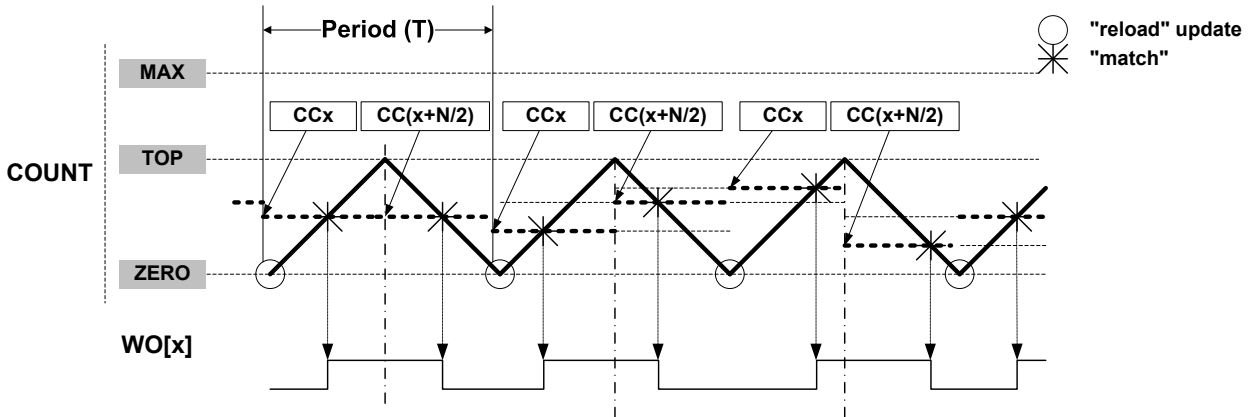 Period (T)
"reload" update
"match"
MAX
CCx
CC(x+N/2)
CCx
CC(x+N/2)
CCx
CC(x+N/2)
TOP
COUNT
ZERO
WO[x]